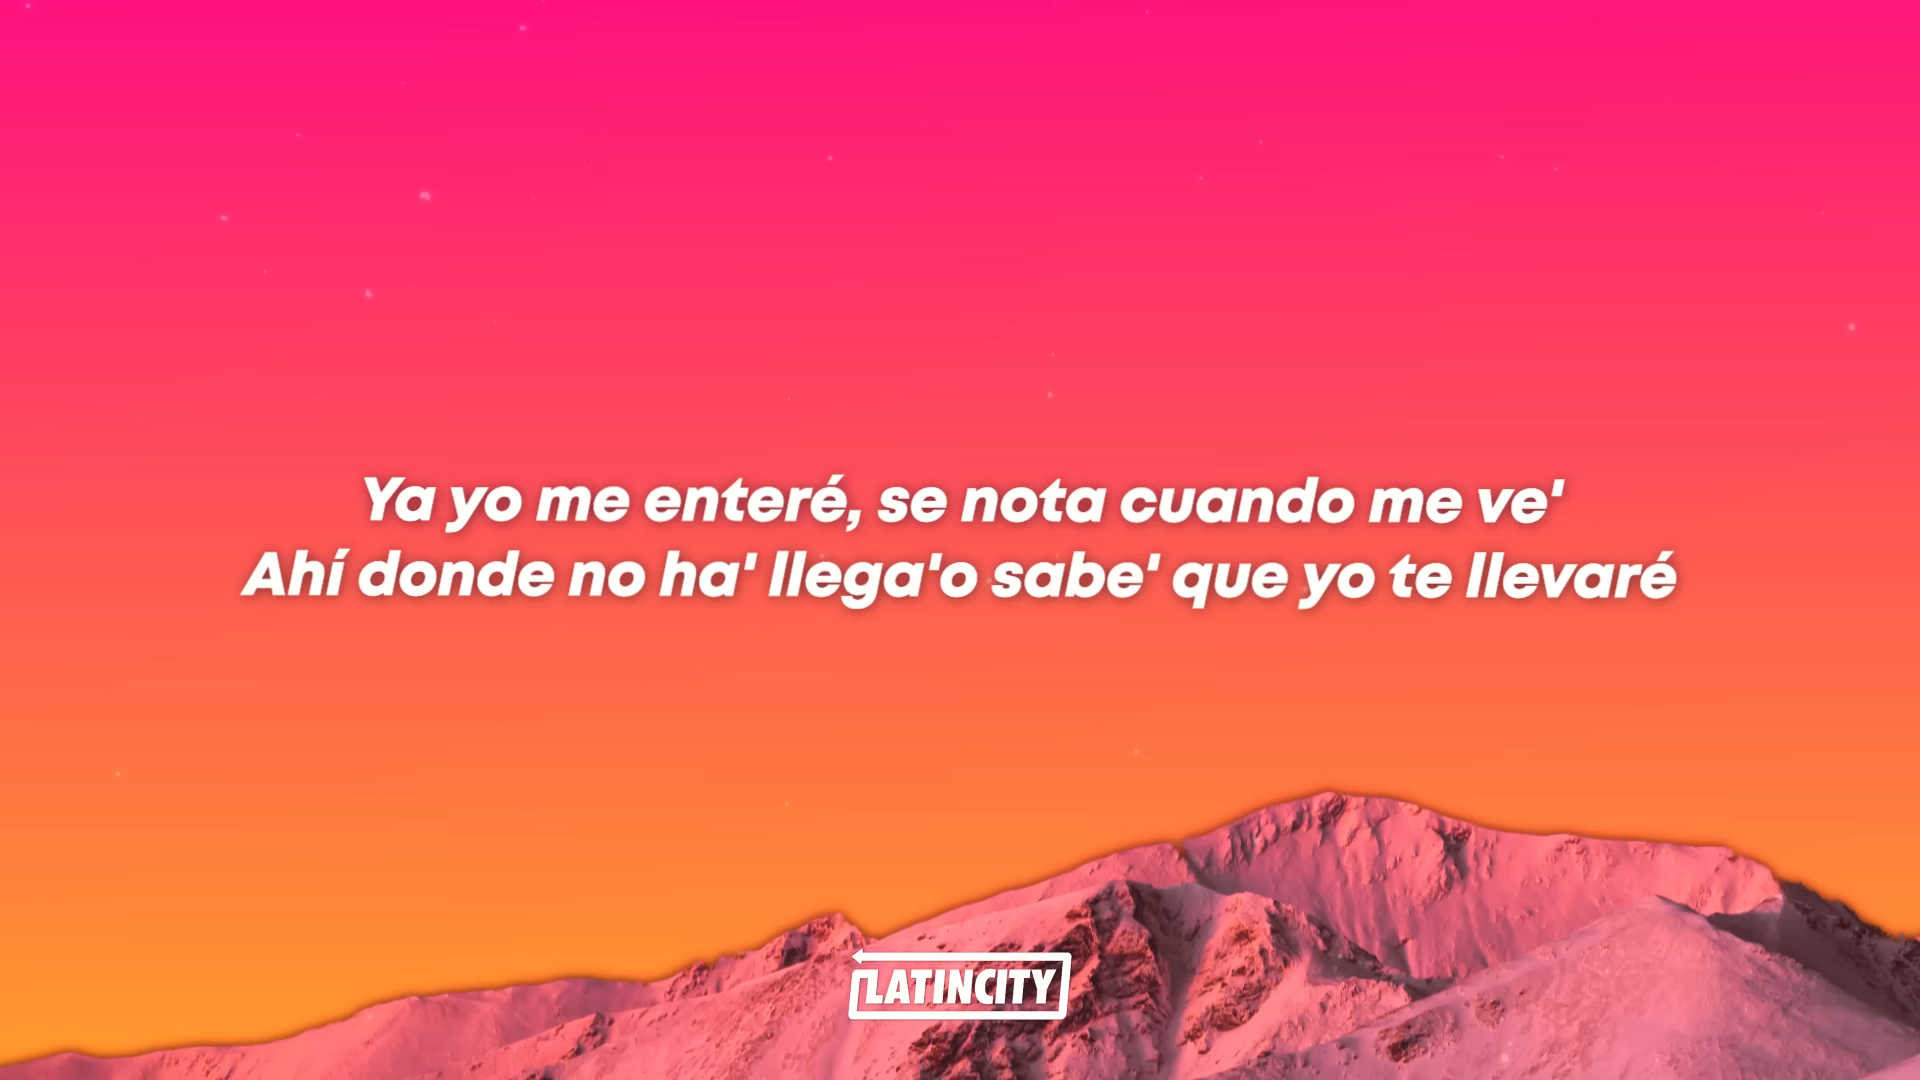 Ya yo me enteré, se nota cuando me ve'
Ahí donde no ha' llega'o sabe' que yo te llevaré
LATINCITY